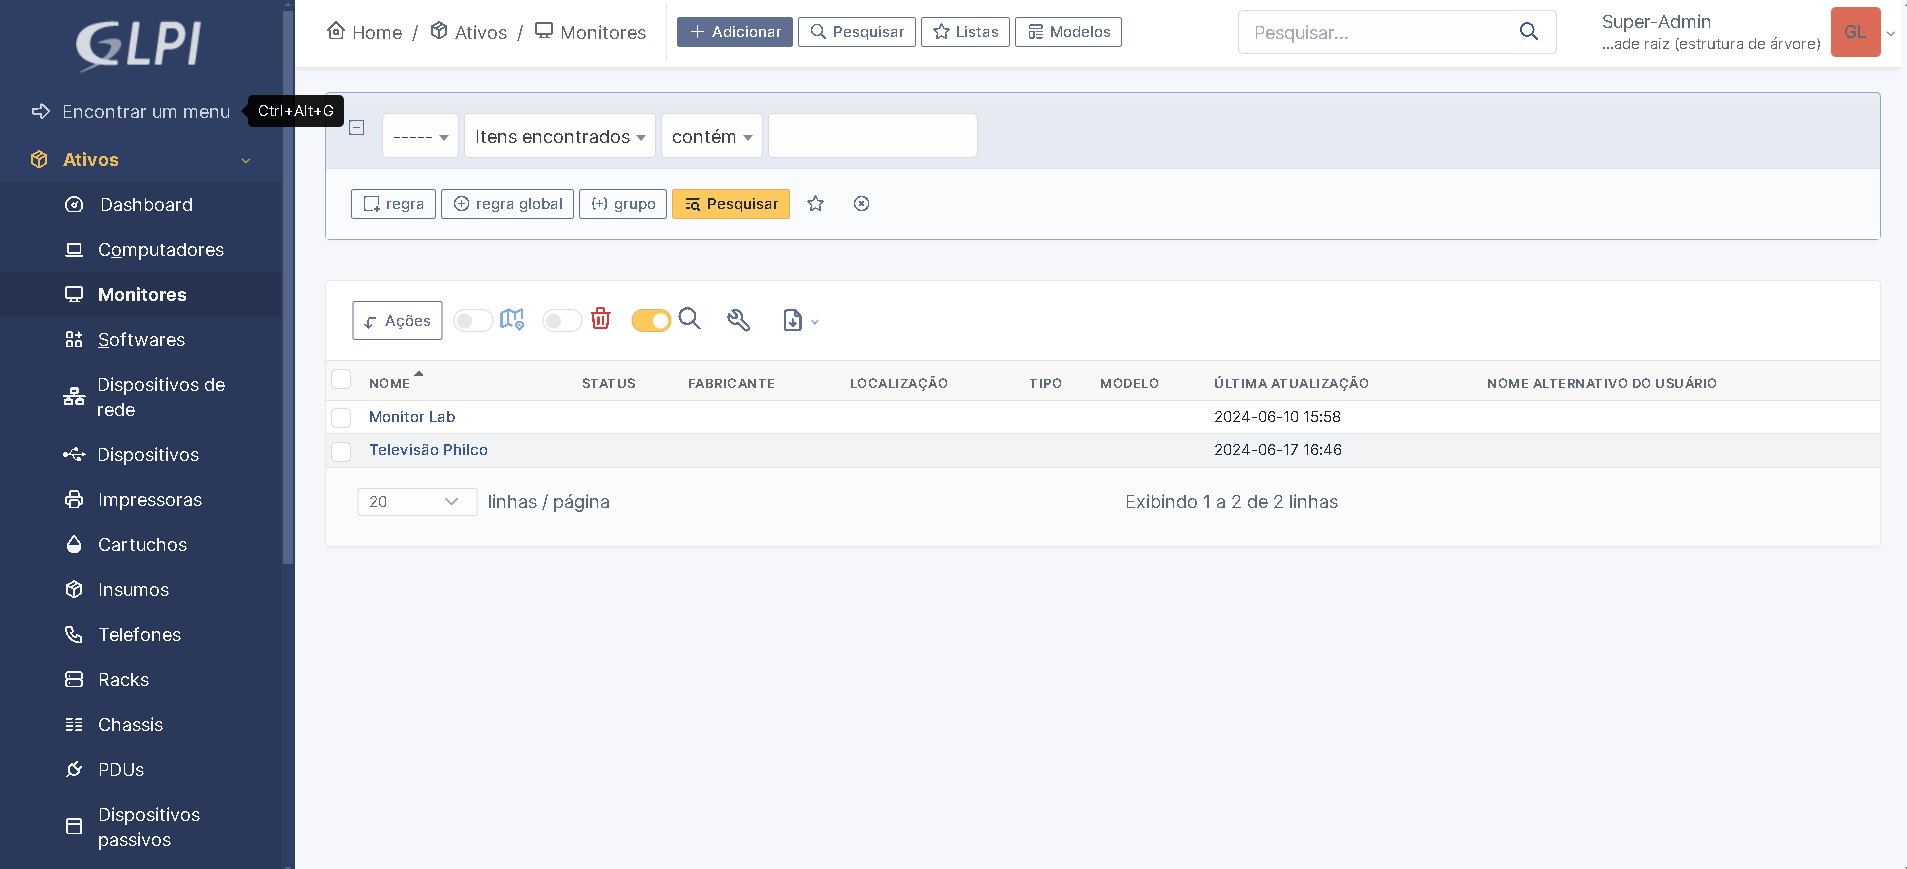 GLPI
Encontrar um menu
Ctrl+Alt+G
Ativos
Dashboard
Computadores
Monitores
Softwares
Dispositivos de
rede
Dispositivos
Impressoras
Cartuchos
Insumos
Telefones
Racks
Chassis
PDUs
Dispositivos
passivos
Home / Ativos / Monitores
Adicionar Pesquisar Listas Modelos
Pesquisar...
Super-Admin
...ade raiz (estrutura de árvore)
GL
----- Itens encontrados contém
regra regra global grupo Pesquisar
Ações
NOME STATUS FABRICANTE LOCALIZAÇÃO TIPO MODELO ÚLTIMA ATUALIZAÇÃO NOME ALTERNATIVO DO USUÁRIO
Monitor Lab 2024-06-10 15:58
Televisão Philco 2024-06-17 16:46
20 linhas / página Exibindo 1 a 2 de 2 linhas